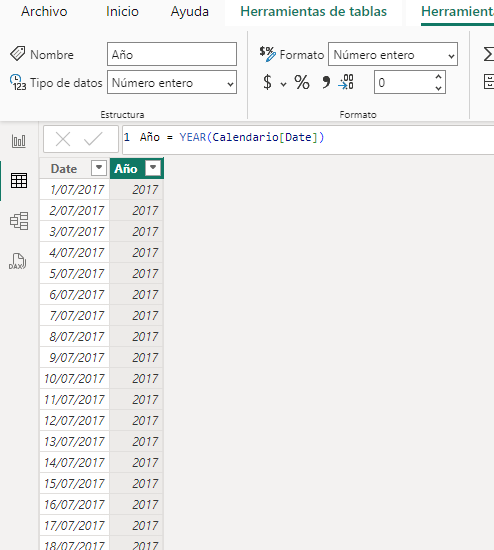 Archivo Inicio Ayuda Herramientas de tablas Herramient
Nombre Año Formato Número entero
123 Tipo de datos Número entero $ % 0
Estructura Formato
1 Año = YEAR(Calendario[Date])
Date Año
1/07/2017 2017
2/07/2017 2017
3/07/2017 2017
4/07/2017 2017
5/07/2017 2017
6/07/2017 2017
7/07/2017 2017
8/07/2017 2017
9/07/2017 2017
10/07/2017 2017
11/07/2017 2017
12/07/2017 2017
13/07/2017 2017
14/07/2017 2017
15/07/2017 2017
16/07/2017 2017
17/07/2017 2017
18/07/2017 2017
DAX